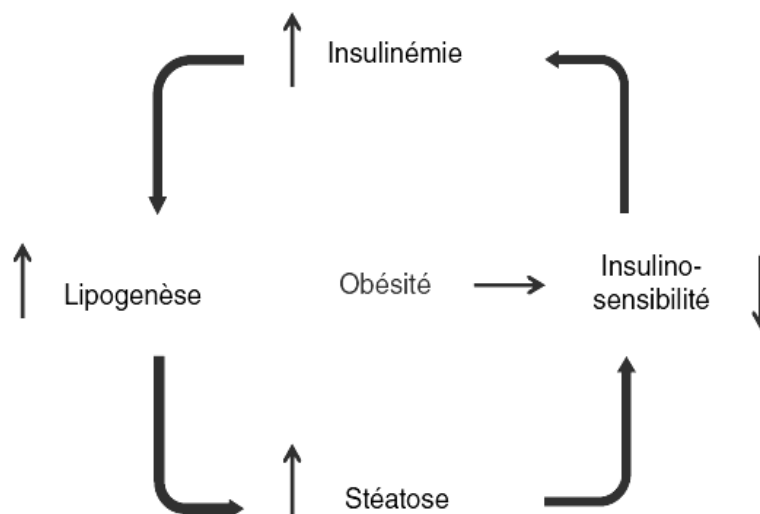 Insulinémie
Lipogenèse
Obésité
Insulino-
sensibilité
Stéatose